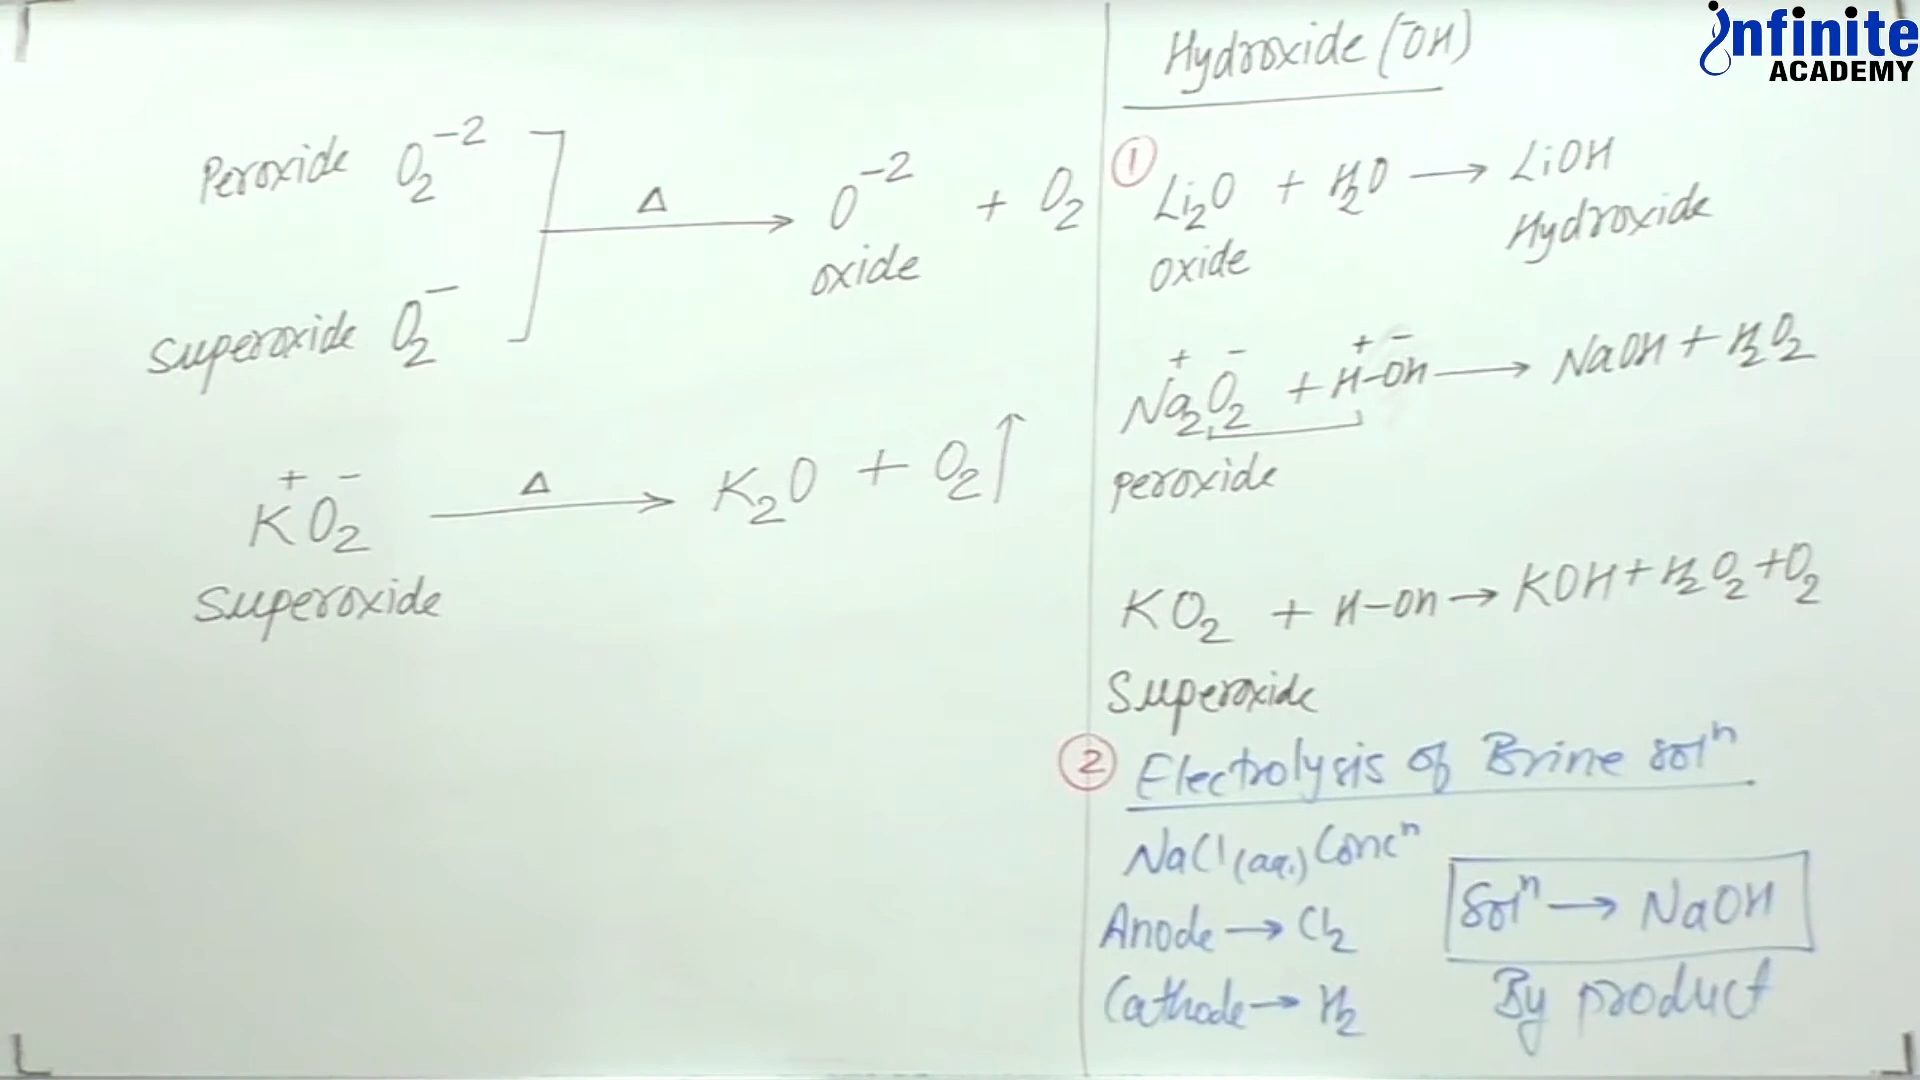 Infinite
ACADEMY
Peroxide O₂⁻²
Superoxide O₂⁻
Δ
O⁻² + O₂
oxide
K⁺O₂⁻ Δ → K₂O + O₂↑
Superoxide
Hydroxide (⁻OH)
① Li₂O + H₂O → LiOH
oxide Hydroxide
Na₂⁺O₂⁻ + H⁺-OH⁻ → NaOH + H₂O₂
peroxide
KO₂ + H-OH → KOH + H₂O₂ + O₂
Superoxide
② Electrolysis of Brine solⁿ
NaCl(aq.) Concⁿ
Anode → Cl₂
Cathode → H₂
Solⁿ → NaOH
By product